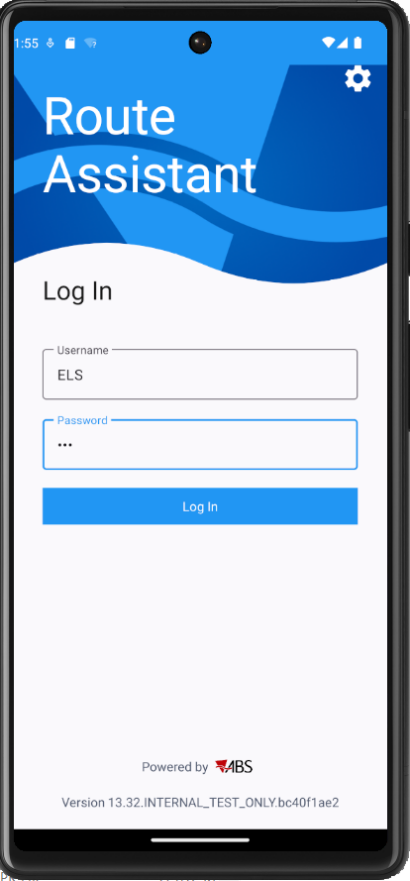 1:55
Route
Assistant
Log In
Username
ELS
Password
•••
Log In
Powered by ABS
Version 13.32.INTERNAL_TEST_ONLY.bc40f1ae2